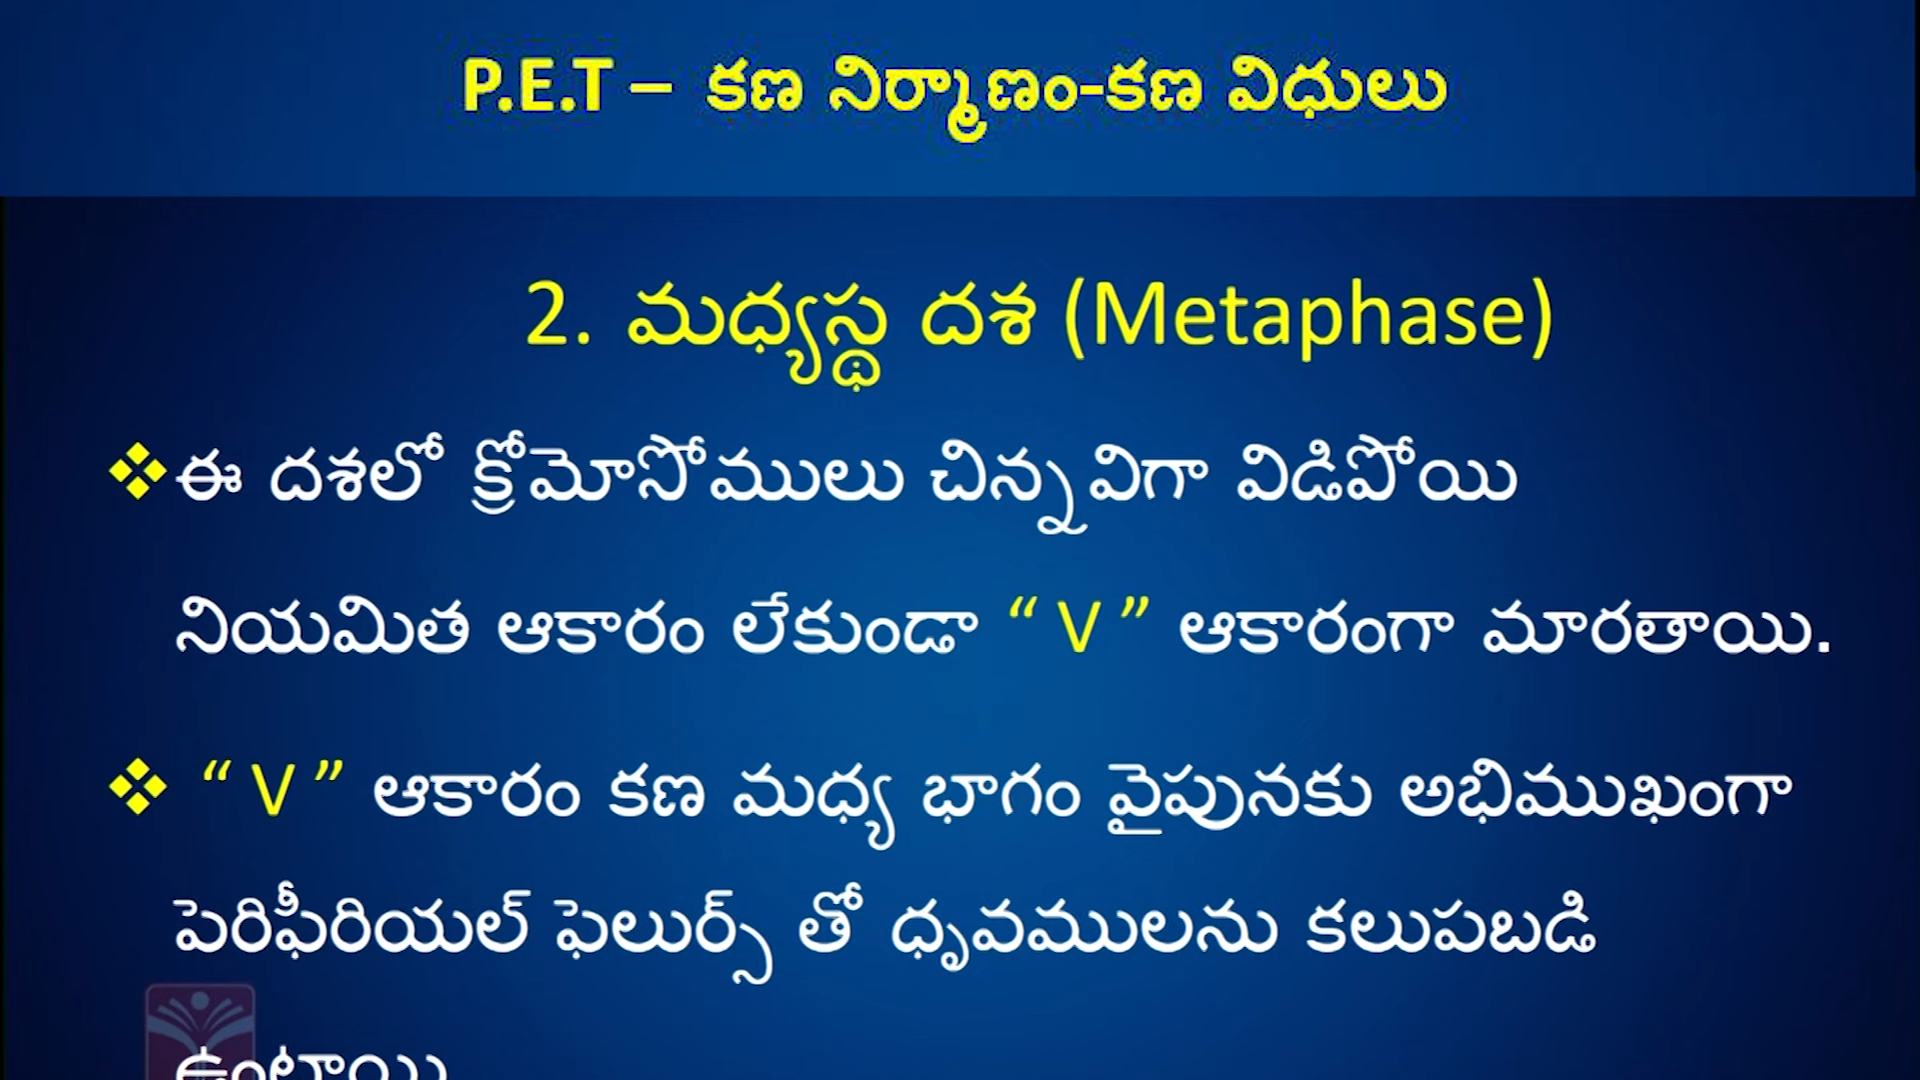 P.E.T – కణ నిర్మాణం-కణ విధులు
2. మధ్యస్థ దశ (Metaphase)
❖ఈ దశలో క్రోమోసోములు చిన్నవిగా విడిపోయి
నియమిత ఆకారం లేకుండా “ V ” ఆకారంగా మారతాయి.
❖ “ V ” ఆకారం కణ మధ్య భాగం వైపునకు అభిముఖంగా
పెరిఫీరియల్ ఫెలుర్స్ తో ధృవములను కలుపబడి
ఉంటాయి